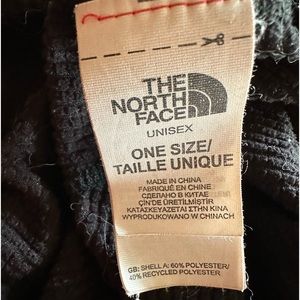 THE
NORTH
FACE
UNISEX
ONE SIZE/
TAILLE UNIQUE
MADE IN CHINA
FABRIQUÉ EN CHINE
СДЕЛАНО В КИТАЕ
ÇİN'DE ÜRETİLMİŞTİR
ΚΑΤΑΣΚΕΥΑΖΕΤΑΙ ΣΤΗΝ ΚΙΝΑ
WYPRODUKOWANO W CHINACH
GB: SHELL A: 60% POLYESTER/
40% RECYCLED POLYESTER